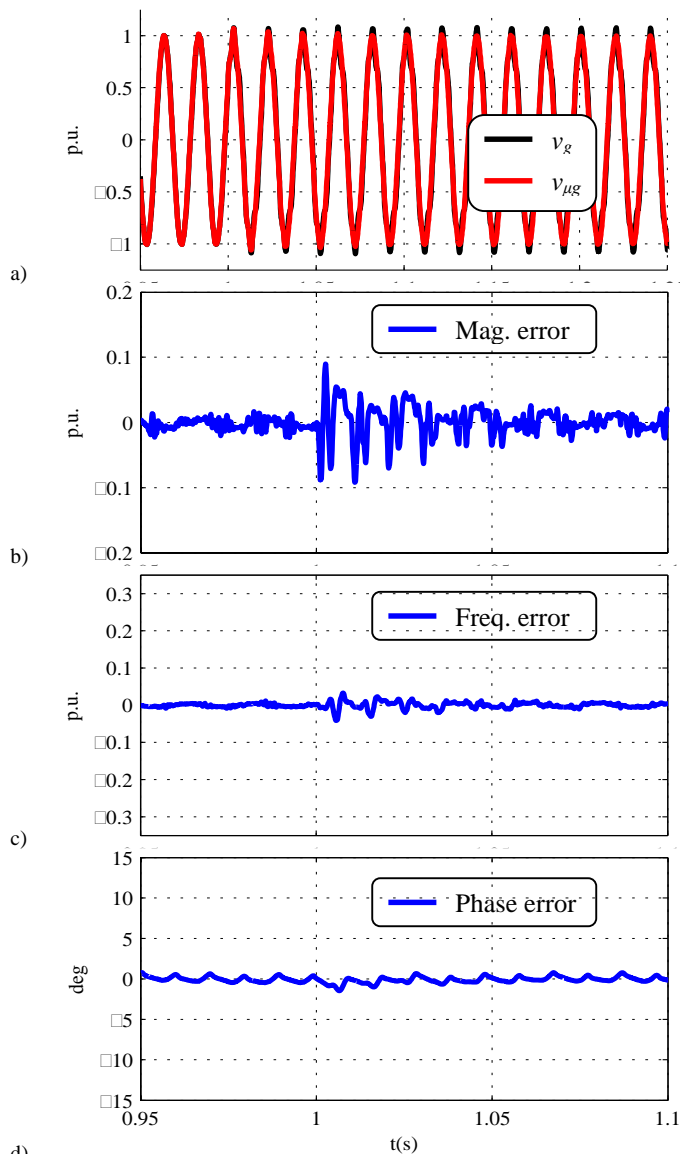 1
0.5
p.u.
0
□0.5
□1
v_g
v_μg
a)
0.2
Mag. error
0.1
p.u.
0
□0.1
□0.2
b)
0.3
Freq. error
0.2
0.1
p.u.
0
□0.1
□0.2
□0.3
c)
15
Phase error
10
5
deg
0
□5
□10
□15
0.95 1 1.05 1.1
t(s)
d)